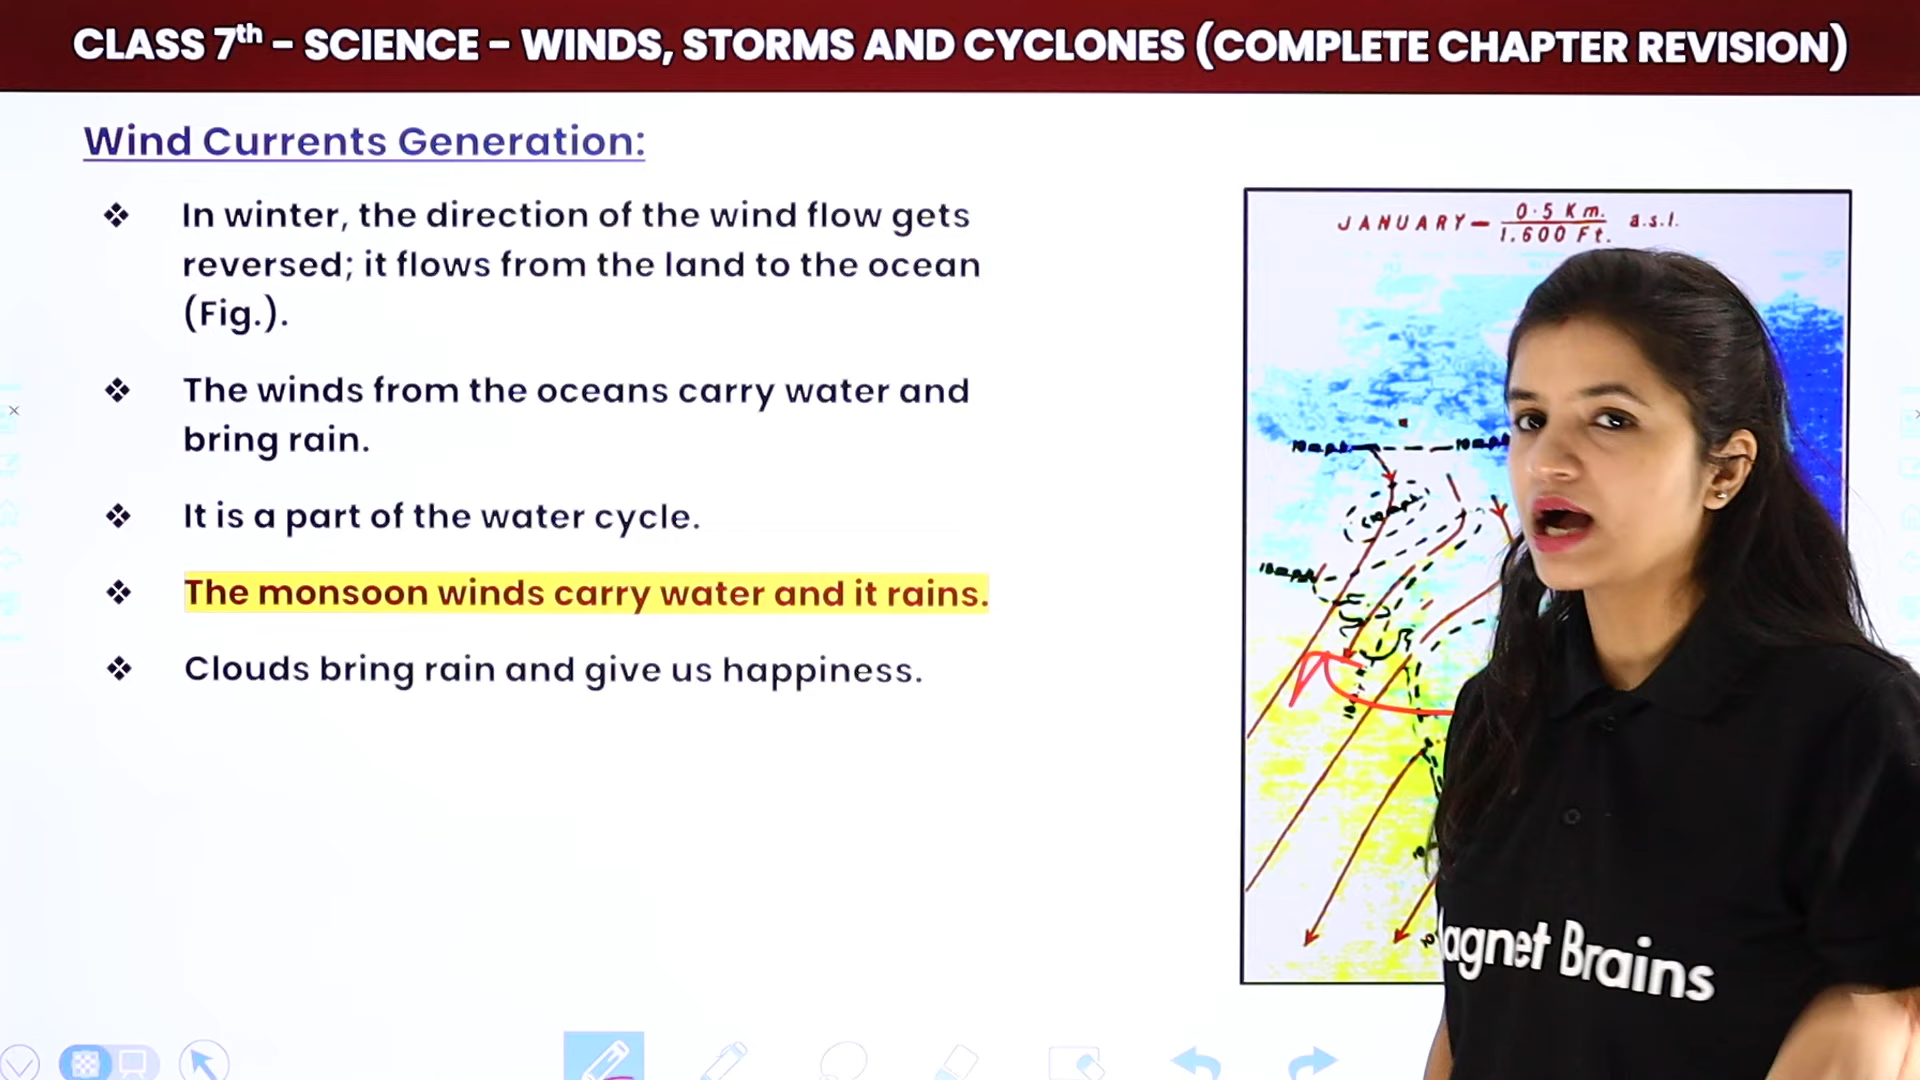 CLASS 7th – SCIENCE – WINDS, STORMS AND CYCLONES (COMPLETE CHAPTER REVISION)
Wind Currents Generation:
❖ In winter, the direction of the wind flow gets
reversed; it flows from the land to the ocean
(Fig.).
❖ The winds from the oceans carry water and
bring rain.
❖ It is a part of the water cycle.
❖ The monsoon winds carry water and it rains.
❖ Clouds bring rain and give us happiness.
JANUARY – 0·5 Km. a.s.l.
1,600 Ft.
agnet Brains